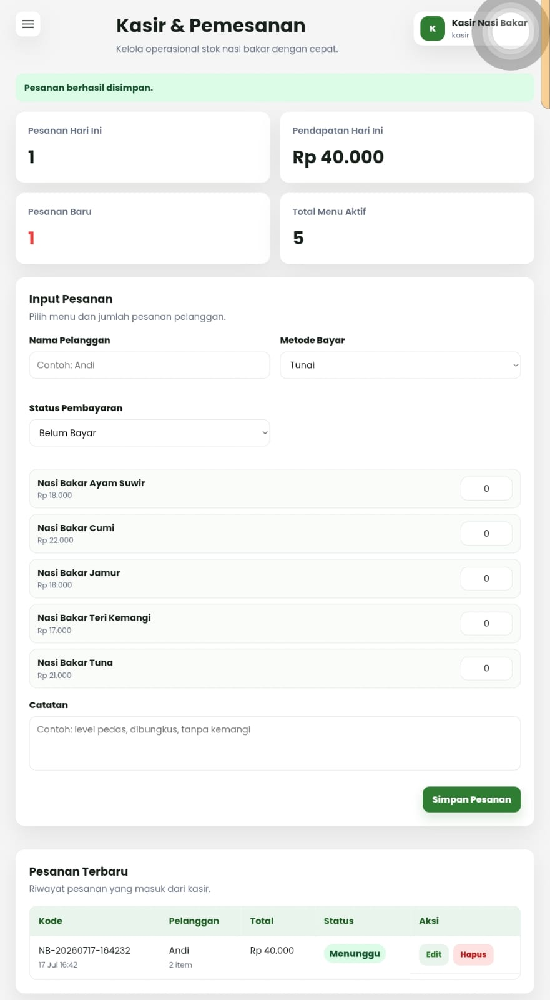 Kasir & Pemesanan
Kelola operasional stok nasi bakar dengan cepat.
K
Kasir Nasi Bakar
kasir
Pesanan berhasil disimpan.
Pesanan Hari Ini
1
Pendapatan Hari Ini
Rp 40.000
Pesanan Baru
1
Total Menu Aktif
5
Input Pesanan
Pilih menu dan jumlah pesanan pelanggan.
Nama Pelanggan
Contoh: Andi
Metode Bayar
Tunai
Status Pembayaran
Belum Bayar
Nasi Bakar Ayam Suwir
Rp 18.000
0
Nasi Bakar Cumi
Rp 22.000
0
Nasi Bakar Jamur
Rp 16.000
0
Nasi Bakar Teri Kemangi
Rp 17.000
0
Nasi Bakar Tuna
Rp 21.000
0
Catatan
Contoh: level pedas, dibungkus, tanpa kemangi
Simpan Pesanan
Pesanan Terbaru
Riwayat pesanan yang masuk dari kasir.
Kode Pelanggan Total Status Aksi
NB-20260717-164232 Andi Rp 40.000 Menunggu Edit Hapus
17 Jul 16:42 2 item